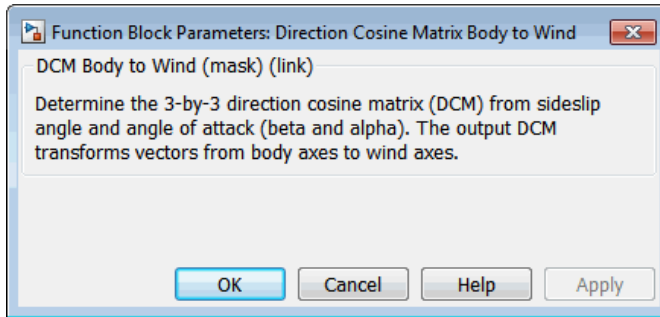 Function Block Parameters: Direction Cosine Matrix Body to Wind
DCM Body to Wind (mask) (link)
Determine the 3-by-3 direction cosine matrix (DCM) from sideslip
angle and angle of attack (beta and alpha). The output DCM
transforms vectors from body axes to wind axes.
OK Cancel Help Apply